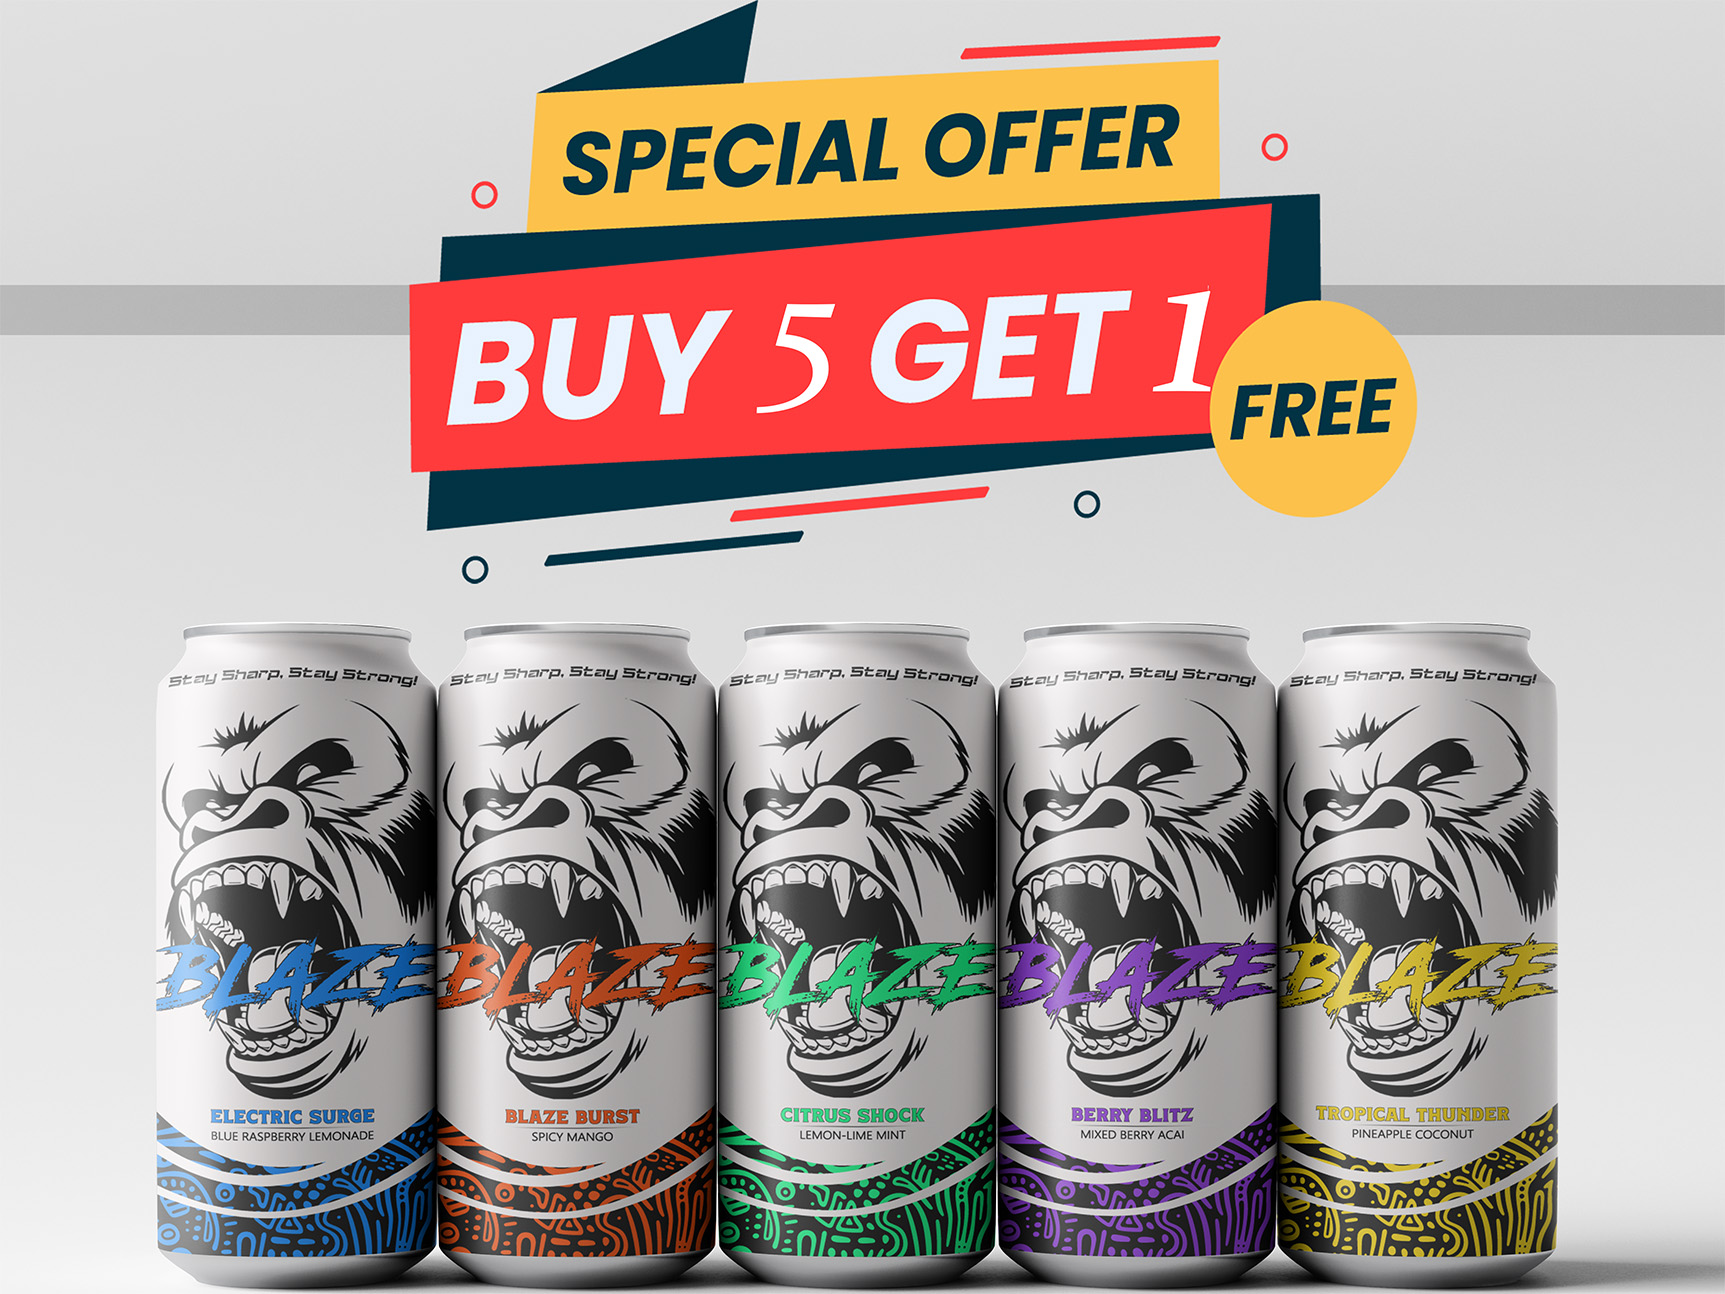 SPECIAL OFFER
BUY 5 GET 1
FREE
Stay Sharp, Stay Strong!
BLAZE
ELECTRIC SURGE
BLUE RASPBERRY LEMONADE
Stay Sharp, Stay Strong!
BLAZE
BLAZE BURST
SPICY MANGO
Stay Sharp, Stay Strong!
BLAZE
CITRUS SHOCK
LEMON-LIME MINT
Stay Sharp, Stay Strong!
BLAZE
BERRY BLITZ
MIXED BERRY ACAI
Stay Sharp, Stay Strong!
BLAZE
TROPICAL THUNDER
PINEAPPLE COCONUT